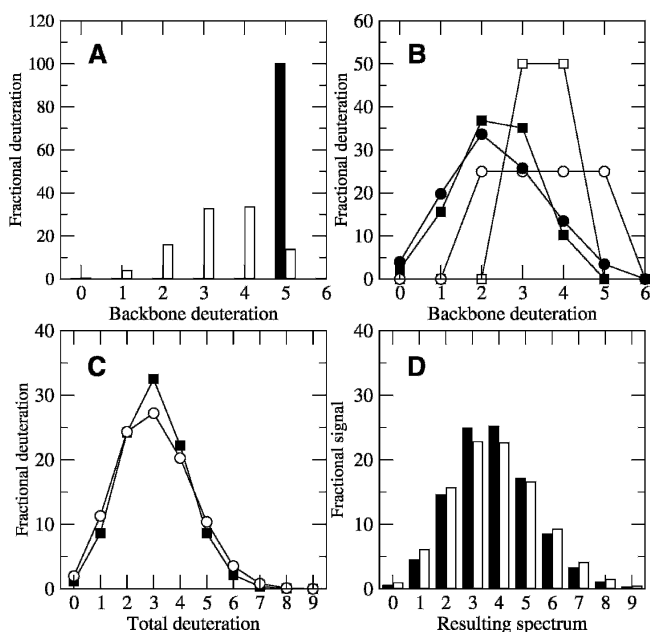 A
Fractional deuteration
120
100
80
60
40
20
0
0 1 2 3 4 5 6
Backbone deuteration
B
Fractional deuteration
60
50
40
30
20
10
0
0 1 2 3 4 5 6
Backbone deuteration
C
Fractional deuteration
40
30
20
10
0
0 1 2 3 4 5 6 7 8 9
Total deuteration
D
Fractional signal
40
30
20
10
0
0 1 2 3 4 5 6 7 8 9
Resulting spectrum